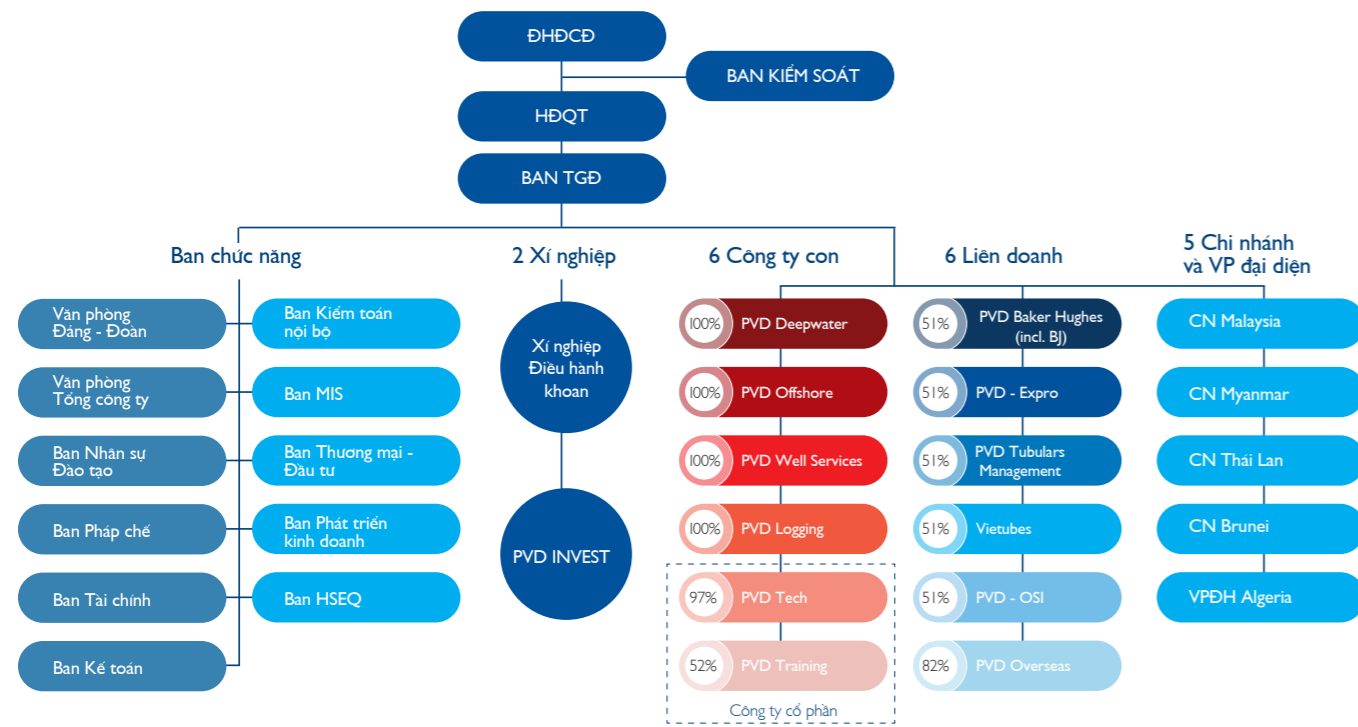 ĐHĐCĐ
BAN KIỂM SOÁT
HĐQT
BAN TGĐ
Ban chức năng
Văn phòng
Đảng - Đoàn
Ban Kiểm toán
nội bộ
Văn phòng
Tổng công ty
Ban MIS
Ban Nhân sự
Đào tạo
Ban Thương mại -
Đầu tư
Ban Pháp chế
Ban Phát triển
kinh doanh
Ban Tài chính
Ban HSEQ
Ban Kế toán
2 Xí nghiệp
Xí nghiệp
Điều hành
khoan
PVD INVEST
6 Công ty con
100% PVD Deepwater
100% PVD Offshore
100% PVD Well Services
100% PVD Logging
97% PVD Tech
52% PVD Training
Công ty cổ phần
6 Liên doanh
51% PVD Baker Hughes
(incl. BJ)
51% PVD - Expro
51% PVD Tubulars
Management
51% Vietubes
51% PVD - OSI
82% PVD Overseas
5 Chi nhánh
và VP đại diện
CN Malaysia
CN Myanmar
CN Thái Lan
CN Brunei
VPĐH Algeria